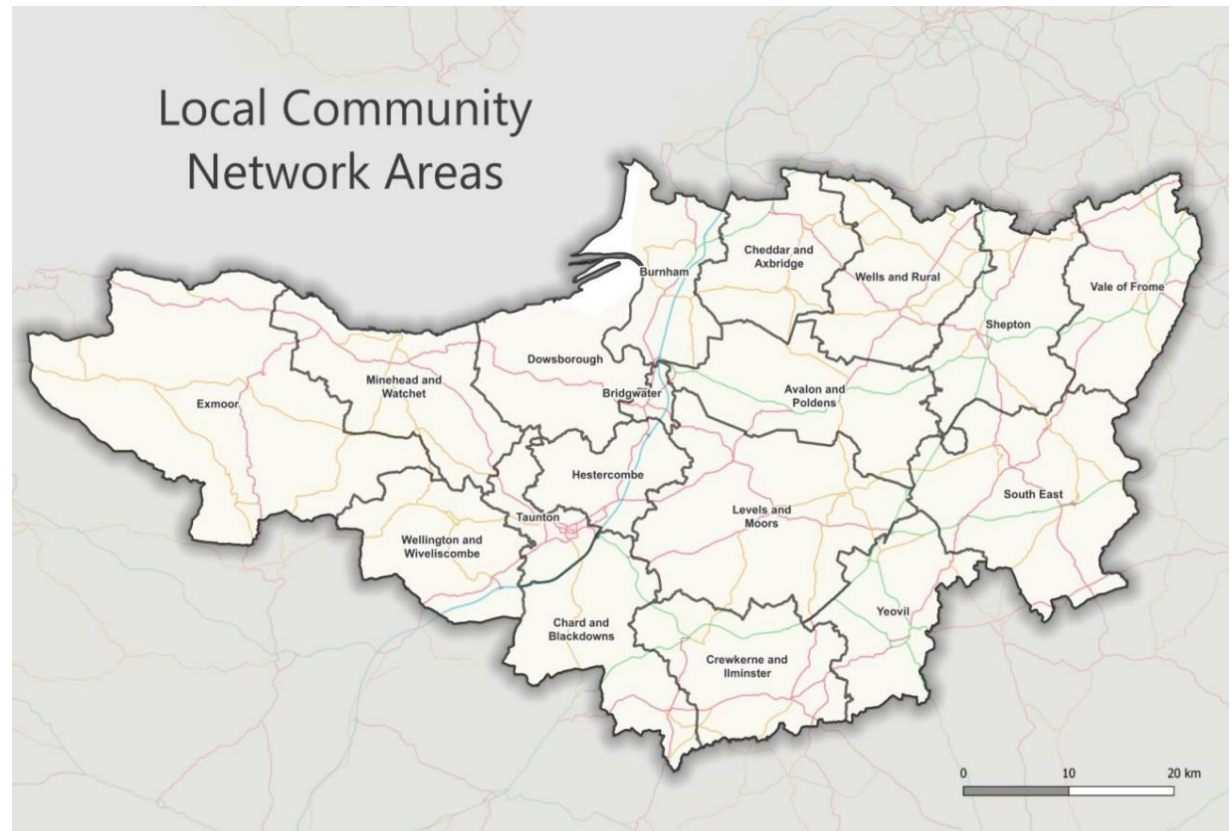 Local Community
Network Areas
Burnham
Cheddar and
Axbridge
Wells and Rural
Vale of Frome
Shepton
Dowsborough
Minehead and
Watchet
Exmoor
Bridgwater
Avalon and
Poldens
Hestercombe
South East
Levels and
Moors
Taunton
Wellington and
Wiveliscombe
Yeovil
Chard and
Blackdowns
Crewkerne and
Ilminster
0 10 20 km